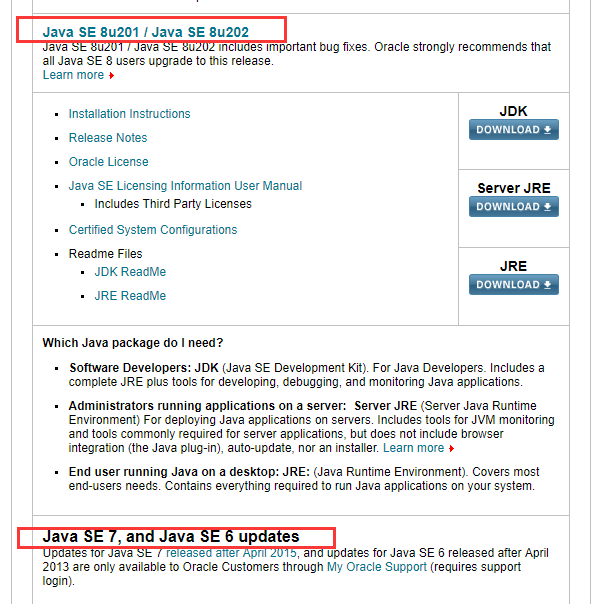 Java SE 8u201 / Java SE 8u202
Java SE 8u201 / Java SE 8u202 includes important bug fixes. Oracle strongly recommends that
all Java SE 8 users upgrade to this release.
Learn more
Installation Instructions
Release Notes
Oracle License
Java SE Licensing Information User Manual
Includes Third Party Licenses
Certified System Configurations
Readme Files
JDK ReadMe
JRE ReadMe
JDK
DOWNLOAD
Server JRE
DOWNLOAD
JRE
DOWNLOAD
Which Java package do I need?
Software Developers: JDK (Java SE Development Kit). For Java Developers. Includes a
complete JRE plus tools for developing, debugging, and monitoring Java applications.
Administrators running applications on a server: Server JRE (Server Java Runtime
Environment) For deploying Java applications on servers. Includes tools for JVM monitoring
and tools commonly required for server applications, but does not include browser
integration (the Java plug-in), auto-update, nor an installer. Learn more
End user running Java on a desktop: JRE: (Java Runtime Environment). Covers most
end-users needs. Contains everything required to run Java applications on your system.
Java SE 7, and Java SE 6 updates
Updates for Java SE 7 released after April 2015, and updates for Java SE 6 released after April
2013 are only available to Oracle Customers through My Oracle Support (requires support
login).